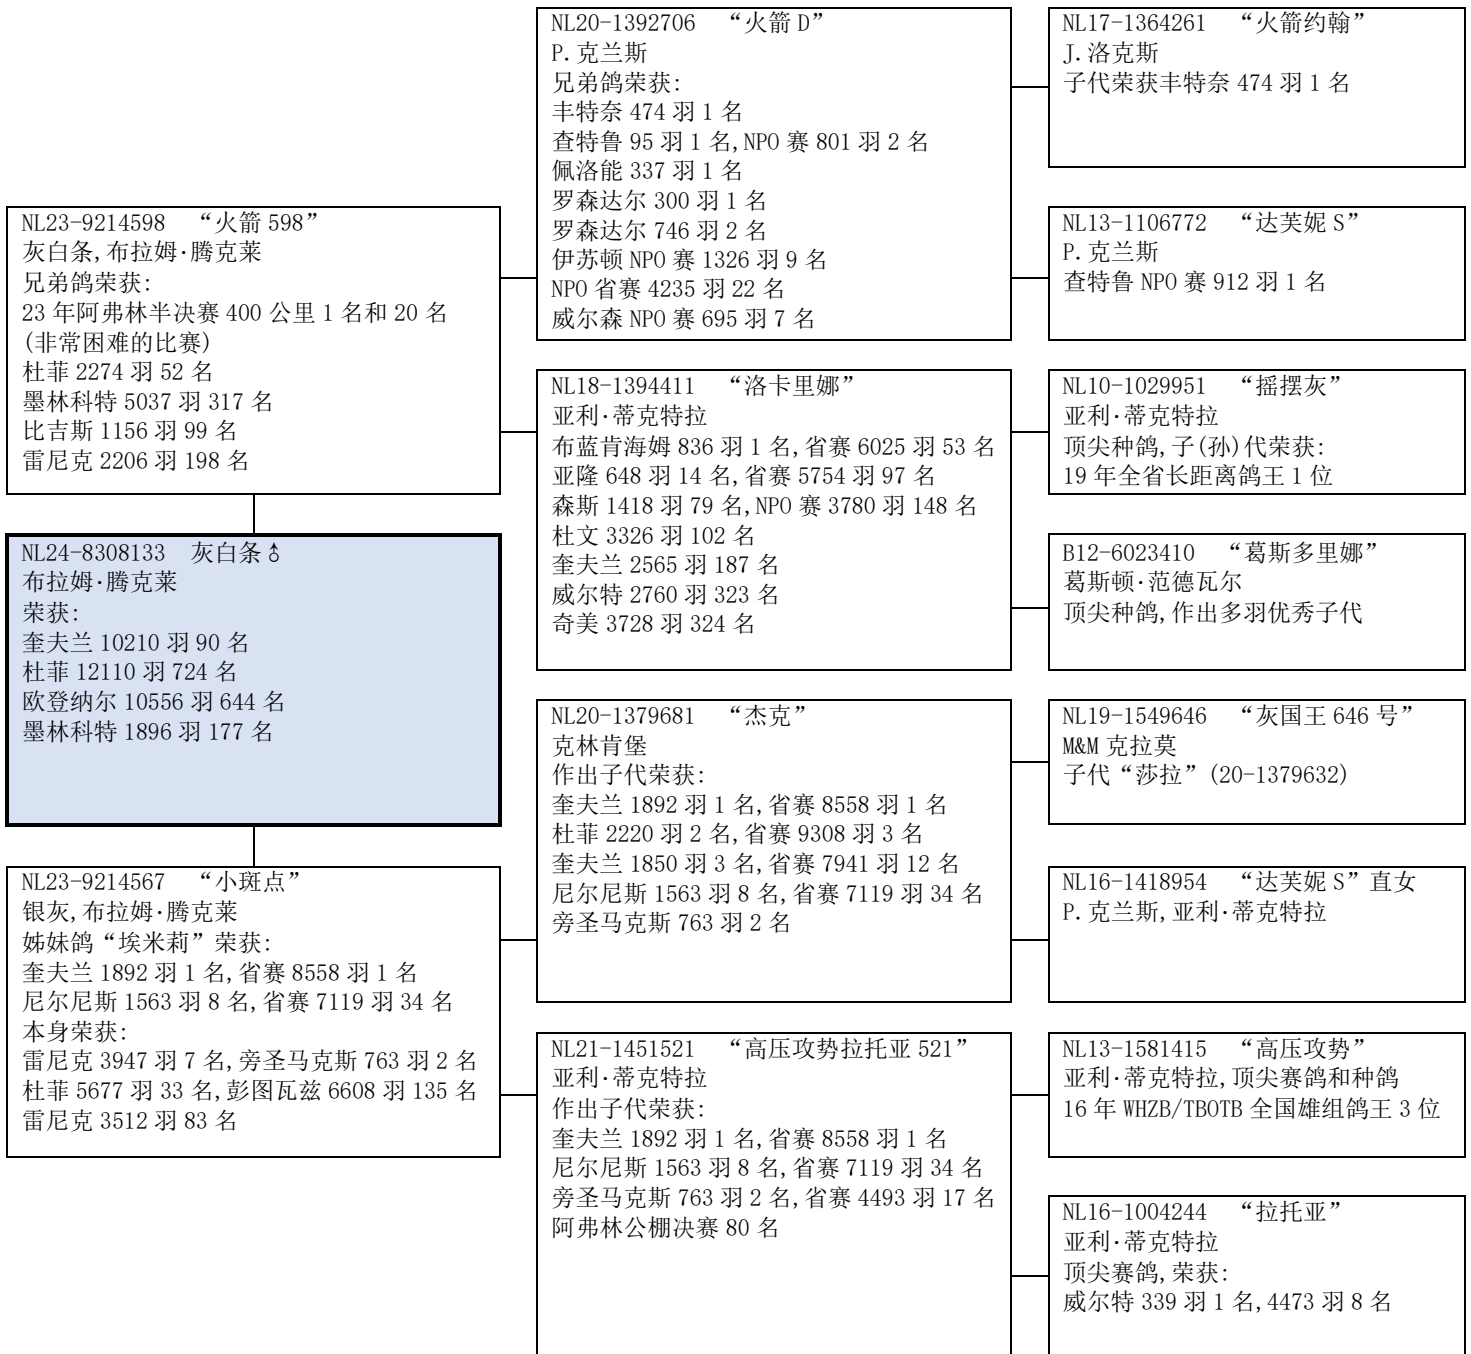 NL23-9214598 “火箭 598”
灰白条,布拉姆·腾克莱
兄弟鸽荣获:
23 年阿弗林半决赛 400 公里 1 名和 20 名
(非常困难的比赛)
杜菲 2274 羽 52 名
墨林科特 5037 羽 317 名
比吉斯 1156 羽 99 名
雷尼克 2206 羽 198 名
NL24-8308133 灰白条♂
布拉姆·腾克莱
荣获:
奎夫兰 10210 羽 90 名
杜菲 12110 羽 724 名
欧登纳尔 10556 羽 644 名
墨林科特 1896 羽 177 名
NL23-9214567 “小斑点”
银灰,布拉姆·腾克莱
姊妹鸽“埃米莉”荣获:
奎夫兰 1892 羽 1 名,省赛 8558 羽 1 名
尼尔尼斯 1563 羽 8 名,省赛 7119 羽 34 名
本身荣获:
雷尼克 3947 羽 7 名,旁圣马克斯 763 羽 2 名
杜菲 5677 羽 33 名,彭图瓦兹 6608 羽 135 名
雷尼克 3512 羽 83 名
NL20-1392706 “火箭 D”
P.克兰斯
兄弟鸽荣获:
丰特奈 474 羽 1 名
查特鲁 95 羽 1 名,NPO 赛 801 羽 2 名
佩洛能 337 羽 1 名
罗森达尔 300 羽 1 名
罗森达尔 746 羽 2 名
伊苏顿 NPO 赛 1326 羽 9 名
NPO 省赛 4235 羽 22 名
威尔森 NPO 赛 695 羽 7 名
NL18-1394411 “洛卡里娜”
亚利·蒂克特拉
布蓝肯海姆 836 羽 1 名,省赛 6025 羽 53 名
亚隆 648 羽 14 名,省赛 5754 羽 97 名
森斯 1418 羽 79 名,NPO 赛 3780 羽 148 名
杜文 3326 羽 102 名
奎夫兰 2565 羽 187 名
威尔特 2760 羽 323 名
奇美 3728 羽 324 名
NL20-1379681 “杰克”
克林肯堡
作出子代荣获:
奎夫兰 1892 羽 1 名,省赛 8558 羽 1 名
杜菲 2220 羽 2 名,省赛 9308 羽 3 名
奎夫兰 1850 羽 3 名,省赛 7941 羽 12 名
尼尔尼斯 1563 羽 8 名,省赛 7119 羽 34 名
旁圣马克斯 763 羽 2 名
NL21-1451521 “高压攻势拉托亚 521”
亚利·蒂克特拉
作出子代荣获:
奎夫兰 1892 羽 1 名,省赛 8558 羽 1 名
尼尔尼斯 1563 羽 8 名,省赛 7119 羽 34 名
旁圣马克斯 763 羽 2 名,省赛 4493 羽 17 名
阿弗林公棚决赛 80 名
NL17-1364261 “火箭约翰”
J.洛克斯
子代荣获丰特奈 474 羽 1 名
NL13-1106772 “达芙妮 S”
P.克兰斯
查特鲁 NPO 赛 912 羽 1 名
NL10-1029951 “摇摆灰”
亚利·蒂克特拉
顶尖种鸽,子(孙)代荣获:
19 年全省长距离鸽王 1 位
B12-6023410 “葛斯多里娜”
葛斯顿·范德瓦尔
顶尖种鸽,作出多羽优秀子代
NL19-1549646 “灰国王 646 号”
M&M 克拉莫
子代“莎拉”(20-1379632)
NL16-1418954 “达芙妮 S”直女
P.克兰斯,亚利·蒂克特拉
NL13-1581415 “高压攻势”
亚利·蒂克特拉,顶尖赛鸽和种鸽
16 年 WHZB/TBOTB 全国雄组鸽王 3 位
NL16-1004244 “拉托亚”
亚利·蒂克特拉
顶尖赛鸽,荣获:
威尔特 339 羽 1 名,4473 羽 8 名